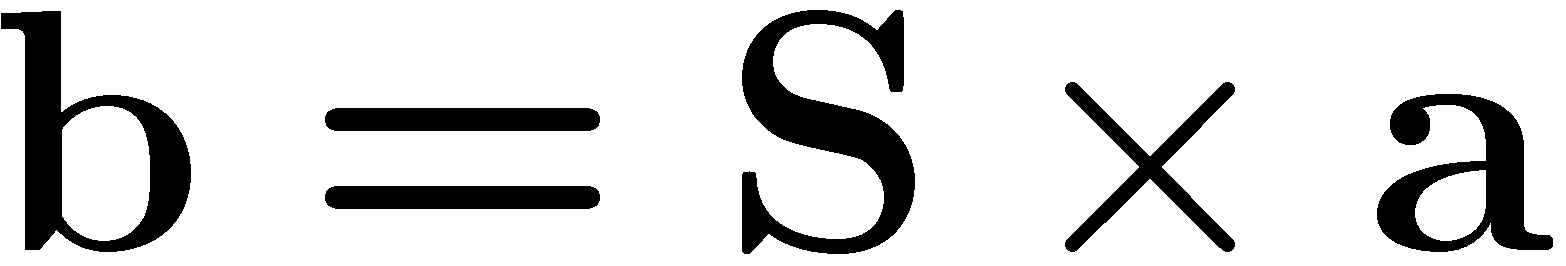 b = S × a